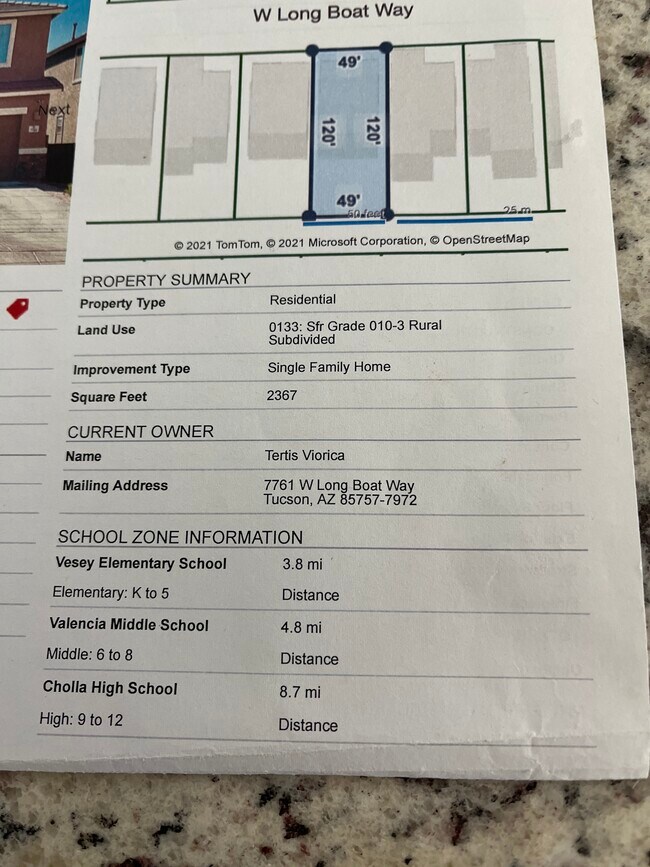 W Long Boat Way
49'
120'
120'
49'
50 feet
25 m
Next
© 2021 TomTom, © 2021 Microsoft Corporation, © OpenStreetMap
PROPERTY SUMMARY
Property Type Residential
Land Use 0133: Sfr Grade 010-3 Rural
Subdivided
Improvement Type Single Family Home
Square Feet 2367
CURRENT OWNER
Name Tertis Viorica
Mailing Address 7761 W Long Boat Way
Tucson, AZ 85757-7972
SCHOOL ZONE INFORMATION
Vesey Elementary School 3.8 mi
Elementary: K to 5 Distance
Valencia Middle School 4.8 mi
Middle: 6 to 8 Distance
Cholla High School 8.7 mi
High: 9 to 12 Distance